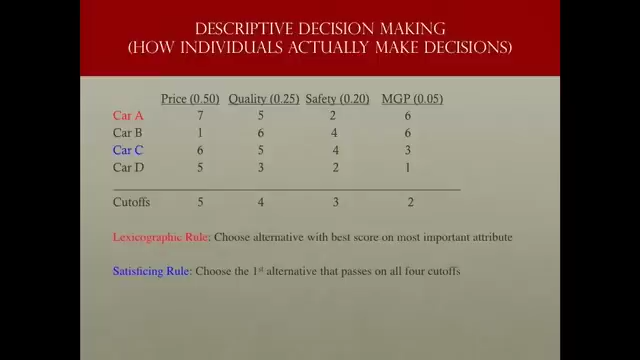 DESCRIPTIVE DECISION MAKING
(HOW INDIVIDUALS ACTUALLY MAKE DECISIONS)
Price (0.50) Quality (0.25) Safety (0.20) MGP (0.05)
Car A 7 5 2 6
Car B 1 6 4 6
Car C 6 5 4 3
Car D 5 3 2 1
Cutoffs 5 4 3 2
Lexicographic Rule: Choose alternative with best score on most important attribute
Satisficing Rule: Choose the 1st alternative that passes on all four cutoffs